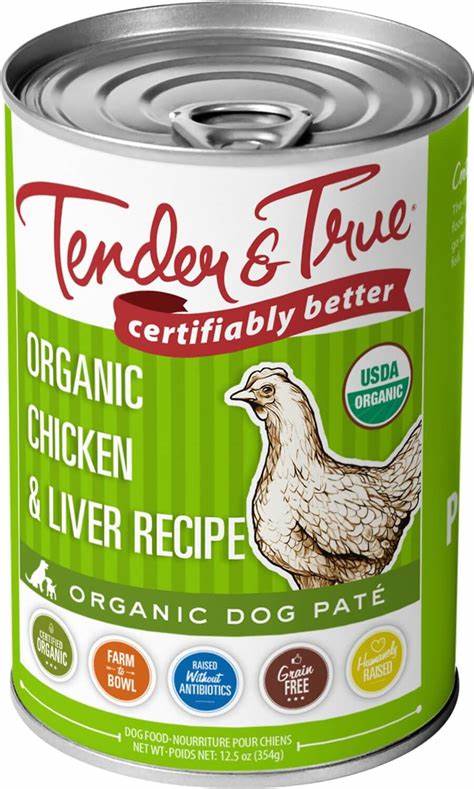 Tender & True®
certifiably better
ORGANIC
CHICKEN
& LIVER RECIPE
USDA
ORGANIC
ORGANIC DOG PATÉ
CERTIFIED
ORGANIC
FARM
to
BOWL
RAISED
Without
ANTIBIOTICS
Grain
FREE
Humanely
RAISED
DOG FOOD•NOURRITURE POUR CHIENS
NET WT•POIDS NET: 12.5 oz (354g)